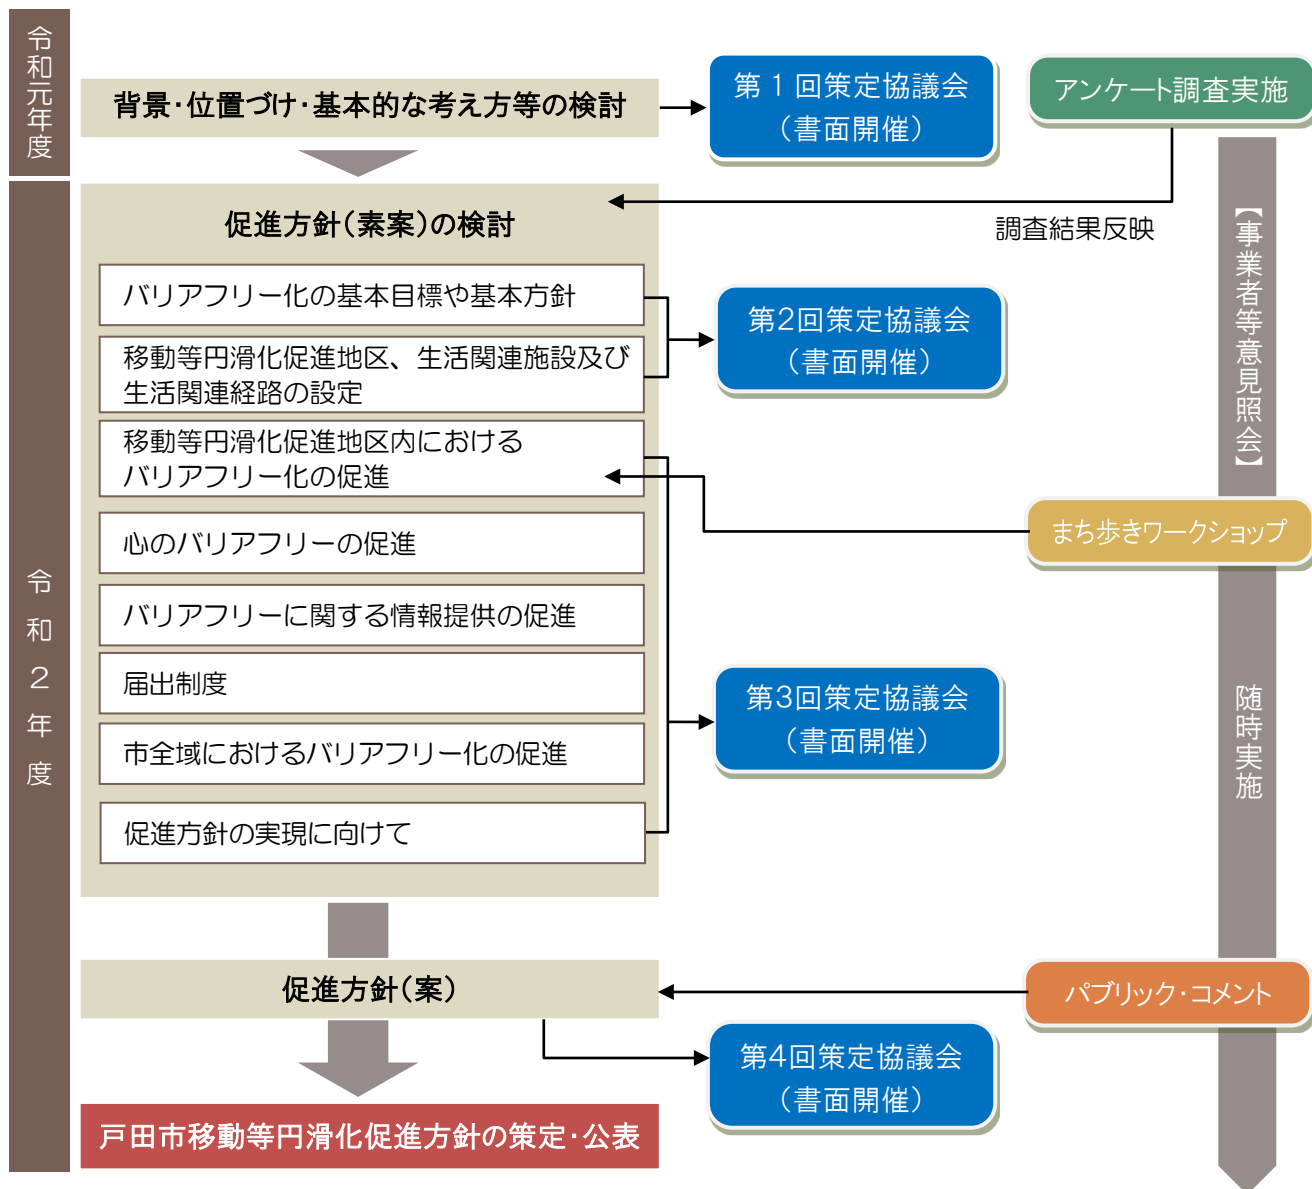 令和元年度
背景・位置づけ・基本的な考え方等の検討
第1回策定協議会
（書面開催）
アンケート調査実施
令和2年度
促進方針（素案）の検討
調査結果反映
【事業者等意見照会】
バリアフリー化の基本目標や基本方針
第2回策定協議会
（書面開催）
移動等円滑化促進地区、生活関連施設及び
生活関連経路の設定
移動等円滑化促進地区内における
バリアフリー化の促進
まち歩きワークショップ
心のバリアフリーの促進
バリアフリーに関する情報提供の促進
届出制度
第3回策定協議会
（書面開催）
随時実施
市全域におけるバリアフリー化の促進
促進方針の実現に向けて
促進方針（案）
パブリック・コメント
第4回策定協議会
（書面開催）
戸田市移動等円滑化促進方針の策定・公表